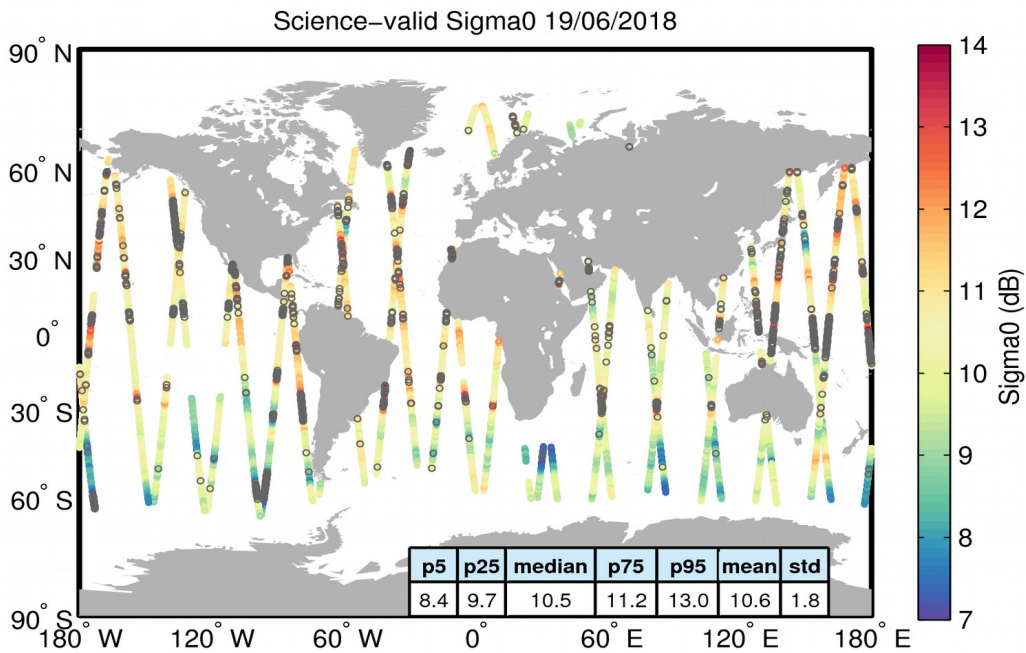 Science−valid Sigma0 19/06/2018
90° N
60° N
30° N
0°
30° S
60° S
90° S
180° W
120° W
60° W
0°
60° E
120° E
180° E
p5 p25 median p75 p95 mean std
8.4 9.7 10.5 11.2 13.0 10.6 1.8
14
13
12
11
10
9
8
7
Sigma0 (dB)